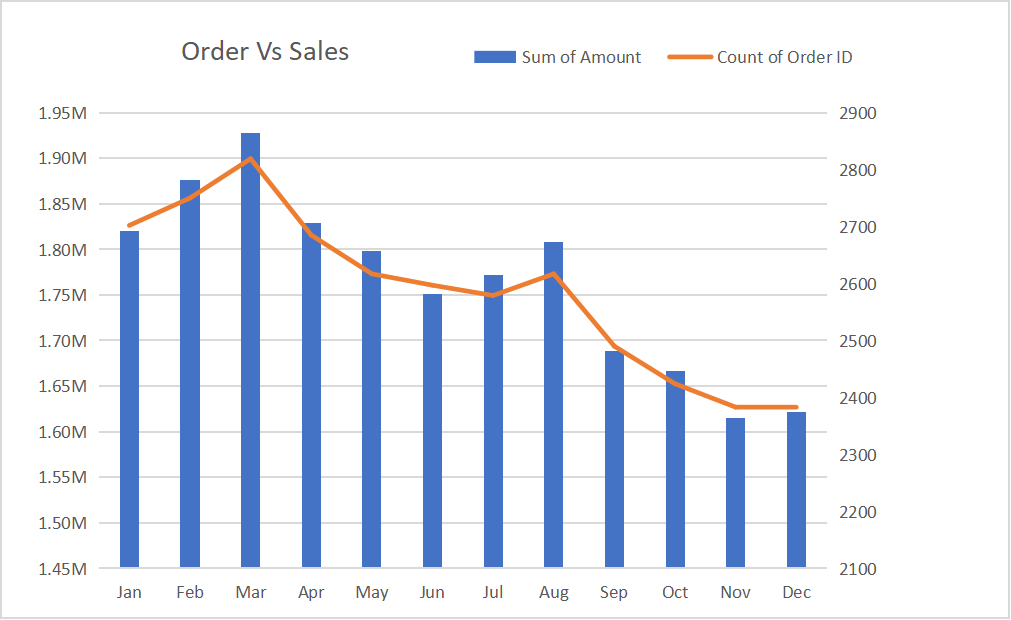 Order Vs Sales
Sum of Amount
Count of Order ID
1.95M
1.90M
1.85M
1.80M
1.75M
1.70M
1.65M
1.60M
1.55M
1.50M
1.45M
2900
2800
2700
2600
2500
2400
2300
2200
2100
Jan Feb Mar Apr May Jun Jul Aug Sep Oct Nov Dec